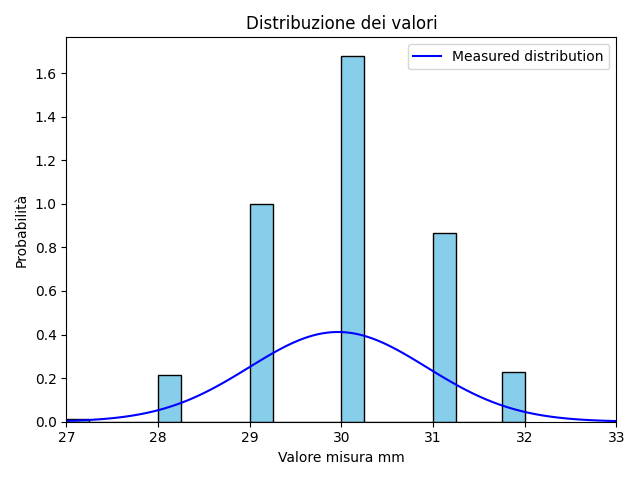 Distribuzione dei valori
Measured distribution
Probabilità
1.6
1.4
1.2
1.0
0.8
0.6
0.4
0.2
0.0
27 28 29 30 31 32 33
Valore misura mm